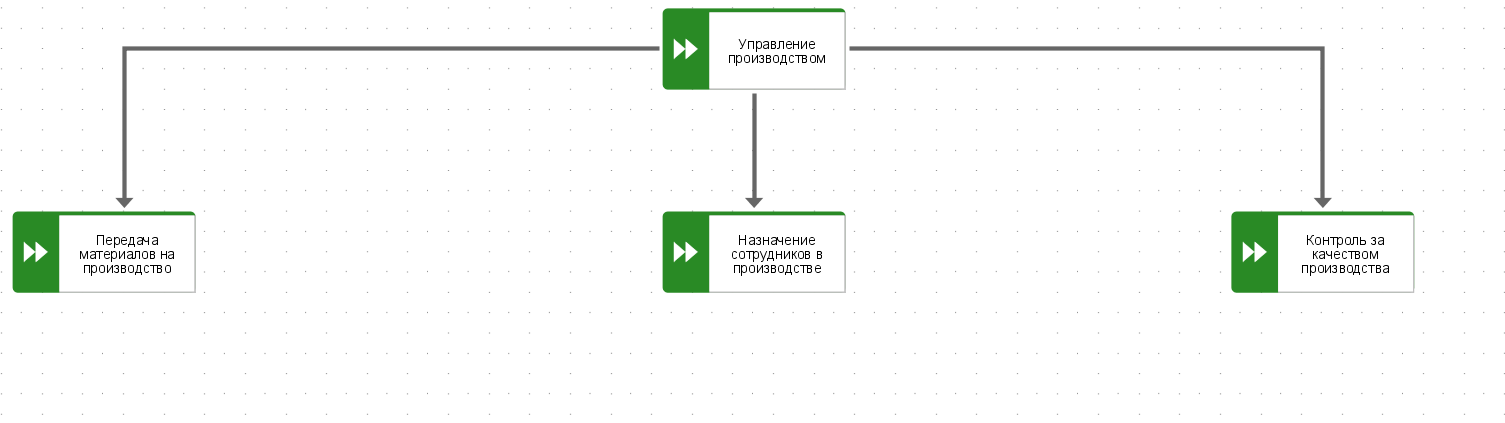 Управление
производством
Передача
материалов на
производство
Назначение
сотрудников в
производстве
Контроль за
качеством
производства